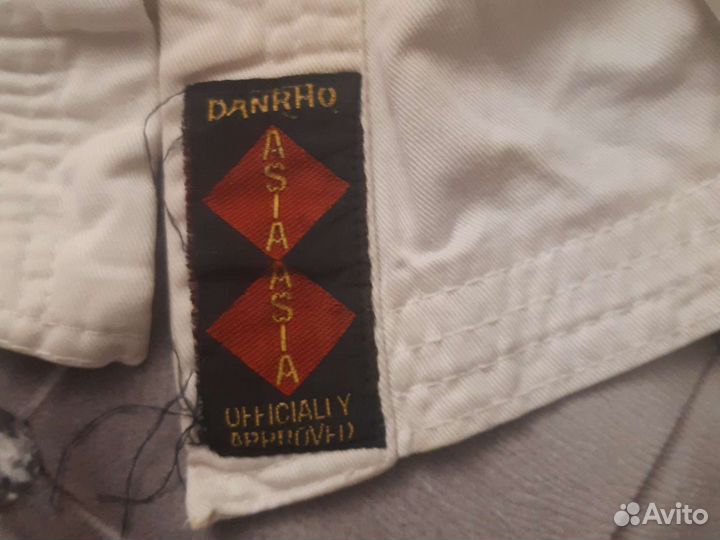 DANRHO
ASIA
ASIA
OFFICIALLY
APPROVED
Avito